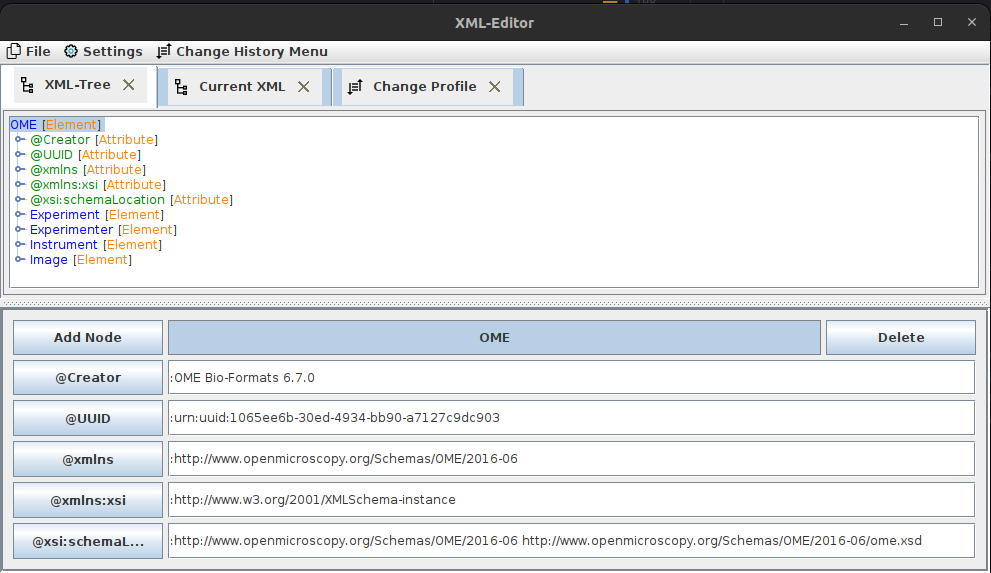 XML-Editor
File Settings Change History Menu
XML-Tree Current XML Change Profile
OME [Element]
@Creator [Attribute]
@UUID [Attribute]
@xmlns [Attribute]
@xmlns:xsi [Attribute]
@xsi:schemaLocation [Attribute]
Experiment [Element]
Experimenter [Element]
Instrument [Element]
Image [Element]
Add Node OME Delete
@Creator :OME Bio-Formats 6.7.0
@UUID :urn:uuid:1065ee6b-30ed-4934-bb90-a7127c9dc903
@xmlns :http://www.openmicroscopy.org/Schemas/OME/2016-06
@xmlns:xsi :http://www.w3.org/2001/XMLSchema-instance
@xsi:schemaL... :http://www.openmicroscopy.org/Schemas/OME/2016-06 http://www.openmicroscopy.org/Schemas/OME/2016-06/ome.xsd